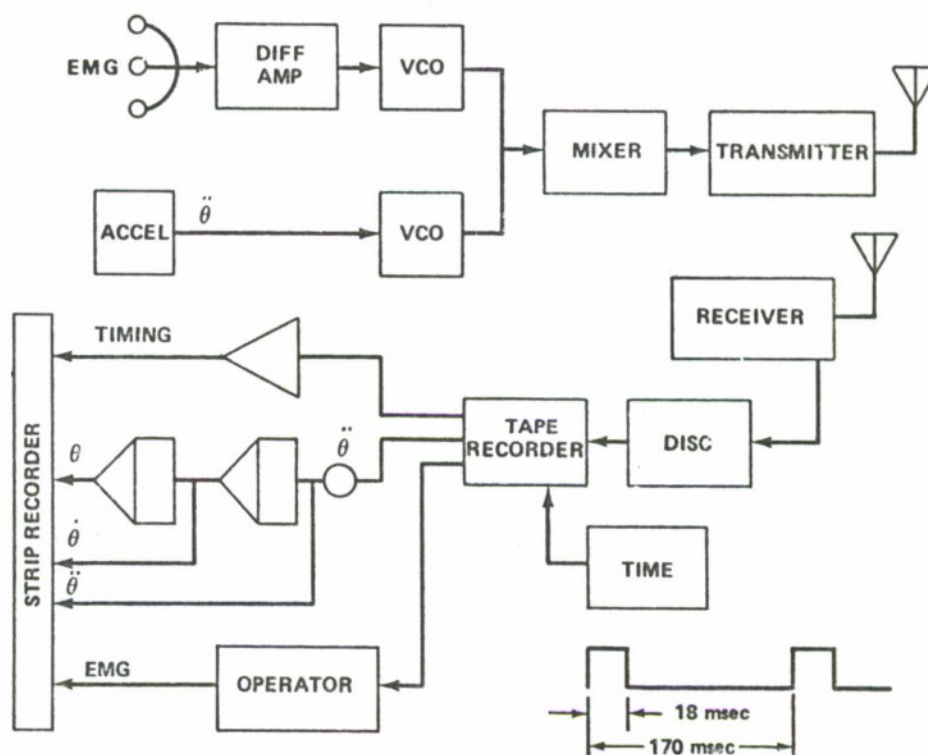 EMG
DIFF
AMP
VCO
MIXER
TRANSMITTER
ACCEL
θ̈
VCO
RECEIVER
TIMING
STRIP RECORDER
TAPE
RECORDER
DISC
θ̈
θ
θ̇
θ̈
TIME
EMG
OPERATOR
18 msec
170 msec